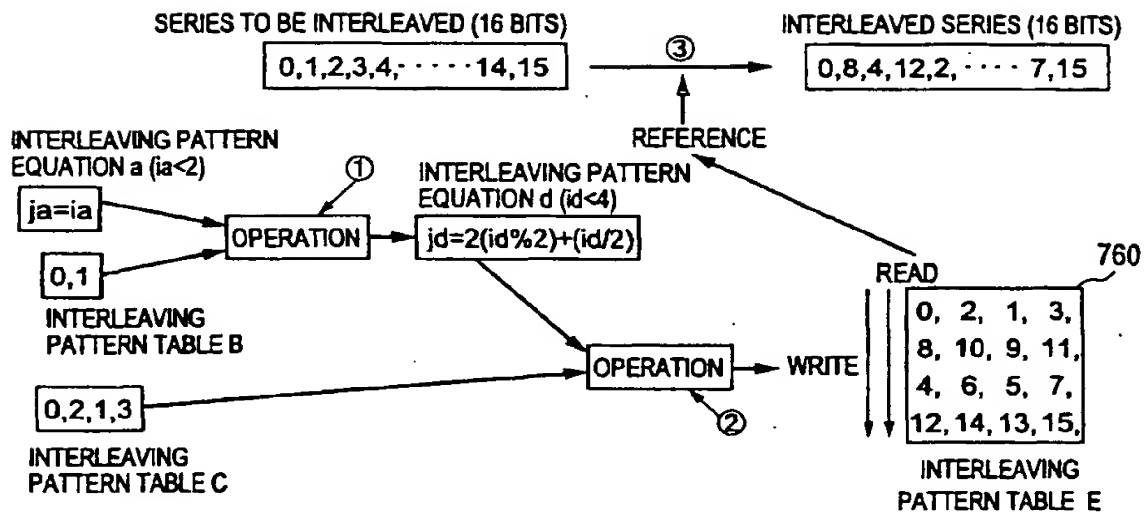 SERIES TO BE INTERLEAVED (16 BITS)
INTERLEAVED SERIES (16 BITS)
③
0,1,2,3,4,·····14,15
0,8,4,12,2,···· 7,15
REFERENCE
INTERLEAVING PATTERN
EQUATION a (ia<2)
①
INTERLEAVING PATTERN
EQUATION d (id<4)
ja=ia
OPERATION
jd=2(id%2)+(id/2)
0,1
INTERLEAVING
PATTERN TABLE B
READ
760
0, 2, 1, 3,
8, 10, 9, 11,
4, 6, 5, 7,
12, 14, 13, 15,
OPERATION
WRITE
②
0,2,1,3
INTERLEAVING
PATTERN TABLE C
INTERLEAVING
PATTERN TABLE E